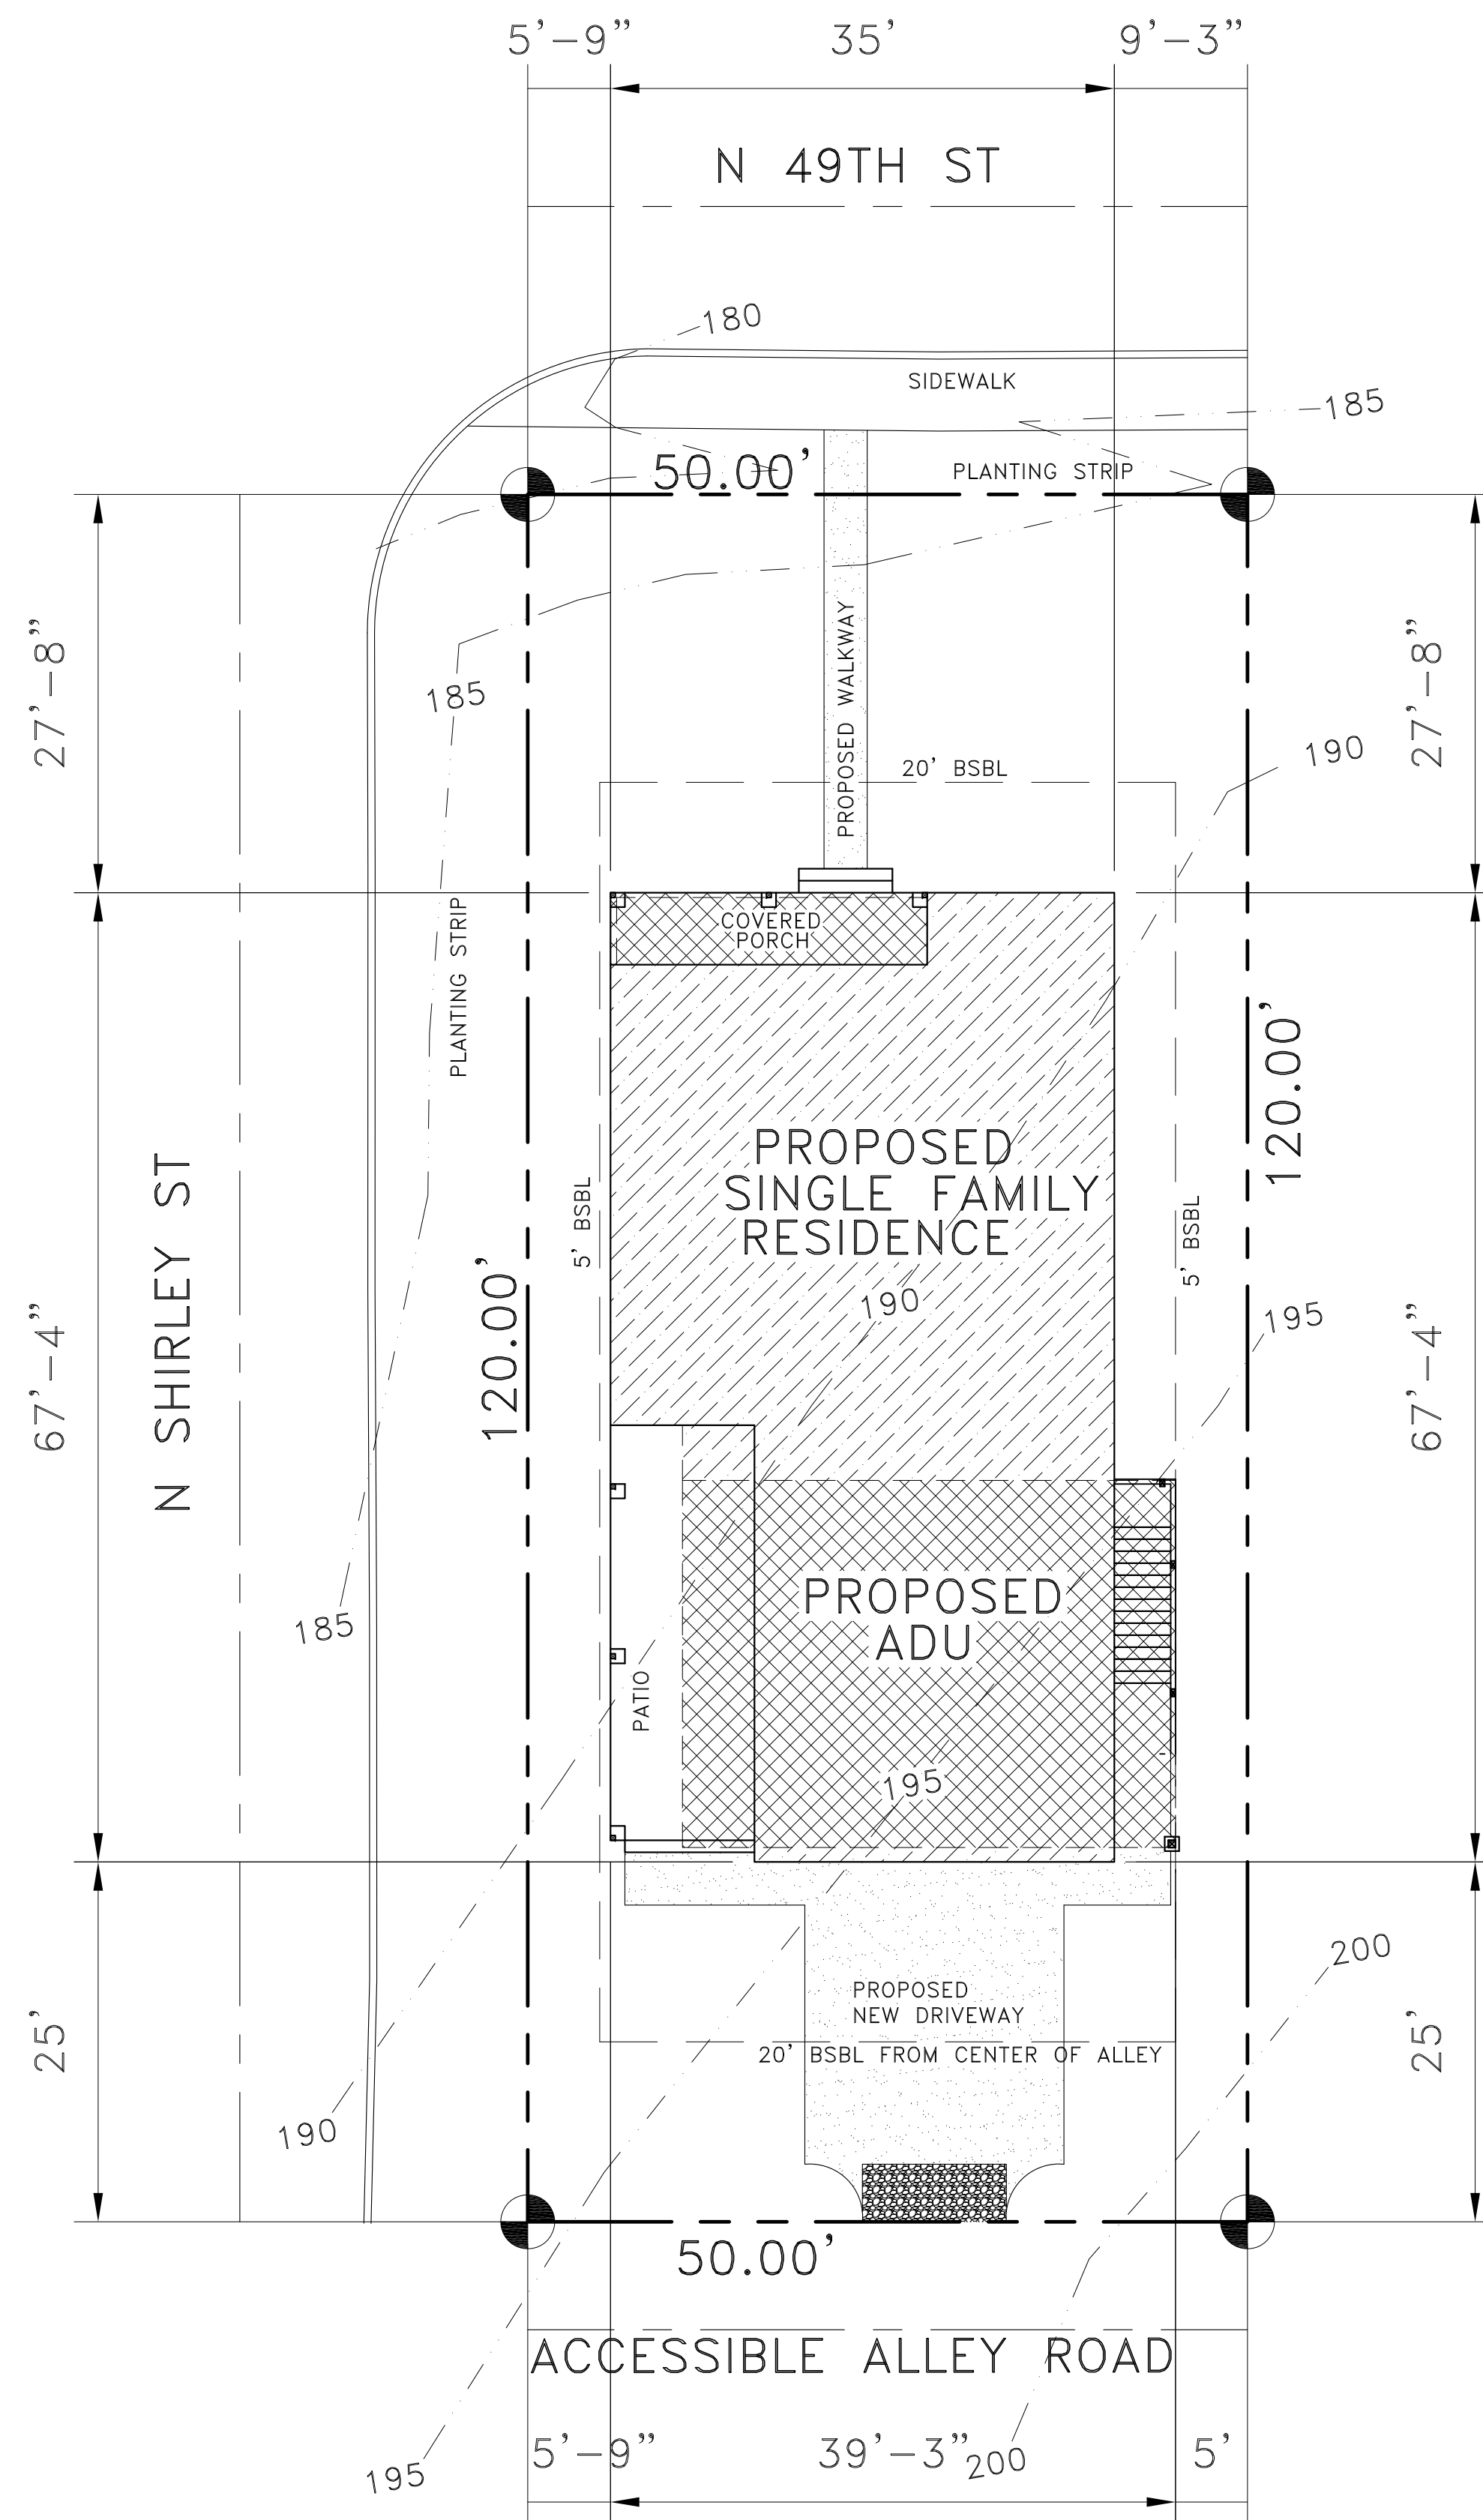 5'-9" 35' 9'-3"
N 49TH ST
180
SIDEWALK
185
50.00'
PLANTING STRIP
27'-8"
27'-8"
PROPOSED WALKWAY
185
190
20' BSBL
COVERED
PORCH
PLANTING STRIP
120.00'
PROPOSED
SINGLE FAMILY
RESIDENCE
5' BSBL
5' BSBL
N SHIRLEY ST
67'-4"
67'-4"
120.00'
190
195
PROPOSED
ADU
185
PATIO
195
200
PROPOSED
NEW DRIVEWAY
25'
25'
20' BSBL FROM CENTER OF ALLEY
190
50.00'
ACCESSIBLE ALLEY ROAD
5'-9" 39'-3" 5'
200
195